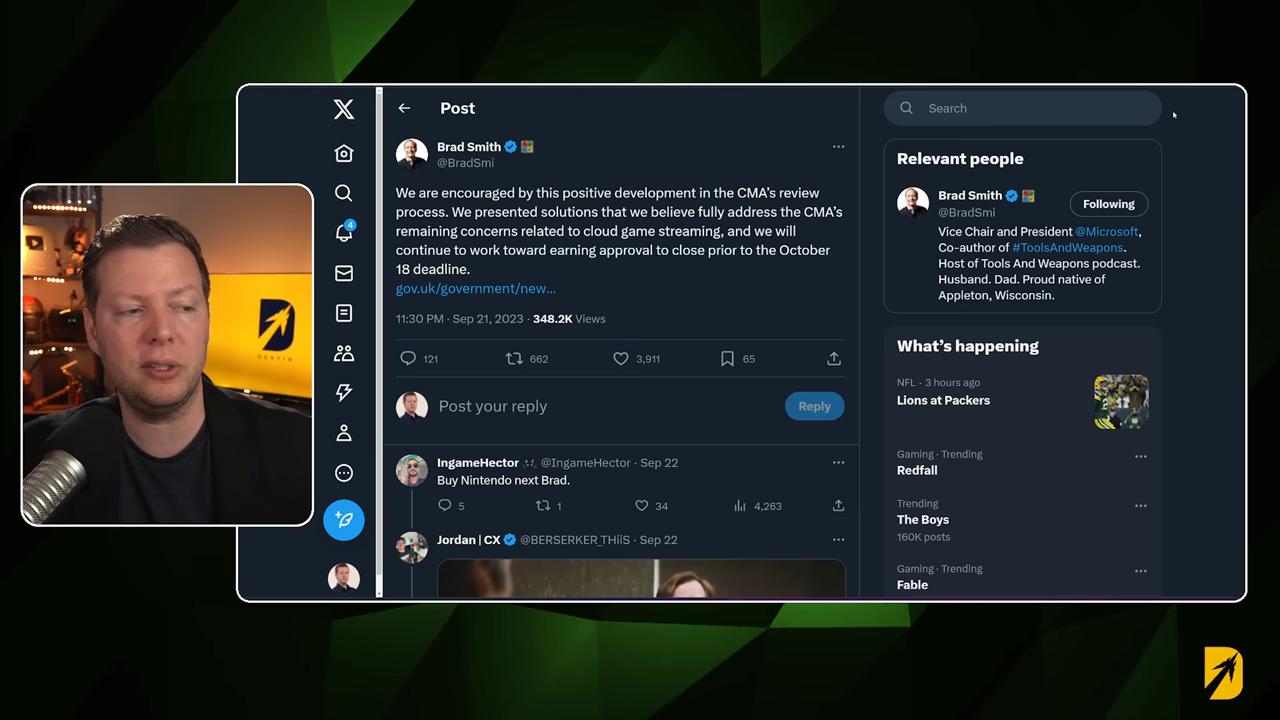 Post
Brad Smith
@BradSmi
We are encouraged by this positive development in the CMA's review
process. We presented solutions that we believe fully address the CMA's
remaining concerns related to cloud game streaming, and we will
continue to work toward earning approval to close prior to the October
18 deadline.
gov.uk/government/new...
11:30 PM · Sep 21, 2023 · 348.2K Views
121 662 3,911 65
Post your reply
Reply
IngameHector @IngameHector · Sep 22
Buy Nintendo next Brad.
5 1 34 4,263
Jordan | CX @BERSERKER_THiiS · Sep 22
Search
Relevant people
Brad Smith
@BradSmi
Following
Vice Chair and President @Microsoft,
Co-author of #ToolsAndWeapons.
Host of Tools And Weapons podcast.
Husband. Dad. Proud native of
Appleton, Wisconsin.
What's happening
NFL · 3 hours ago
Lions at Packers
Gaming · Trending
Redfall
Trending
The Boys
160K posts
Gaming · Trending
Fable
4
DESTIN